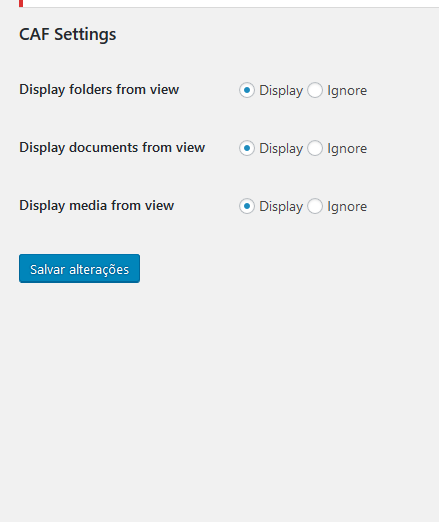 CAF Settings
Display folders from view Display Ignore
Display documents from view Display Ignore
Display media from view Display Ignore
Salvar alterações